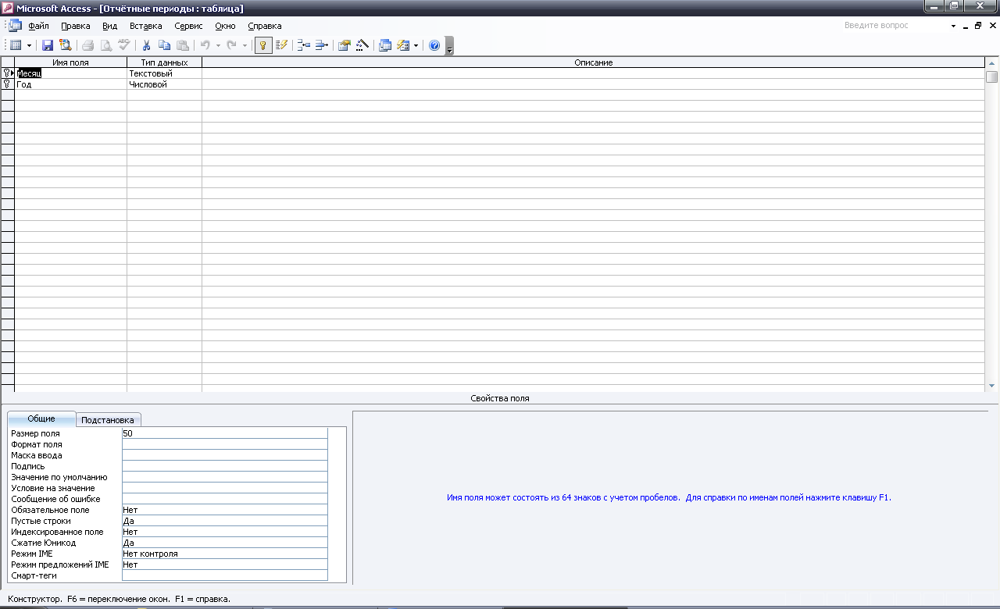 Microsoft Access - [Отчётные периоды : таблица]
Файл Правка Вид Вставка Сервис Окно Справка Введите вопрос
Имя поля Тип данных Описание
Месяц Текстовый
Год Числовой
Свойства поля
Общие Подстановка
Размер поля 50
Формат поля
Маска ввода
Подпись
Значение по умолчанию
Условие на значение
Сообщение об ошибке
Обязательное поле Нет
Пустые строки Да
Индексированное поле Нет
Сжатие Юникод Да
Режим IME Нет контроля
Режим предложений IME Нет
Смарт-теги
Имя поля может состоять из 64 знаков с учетом пробелов. Для справки по именам полей нажмите клавишу F1.
Конструктор. F6 = переключение окон. F1 = справка.